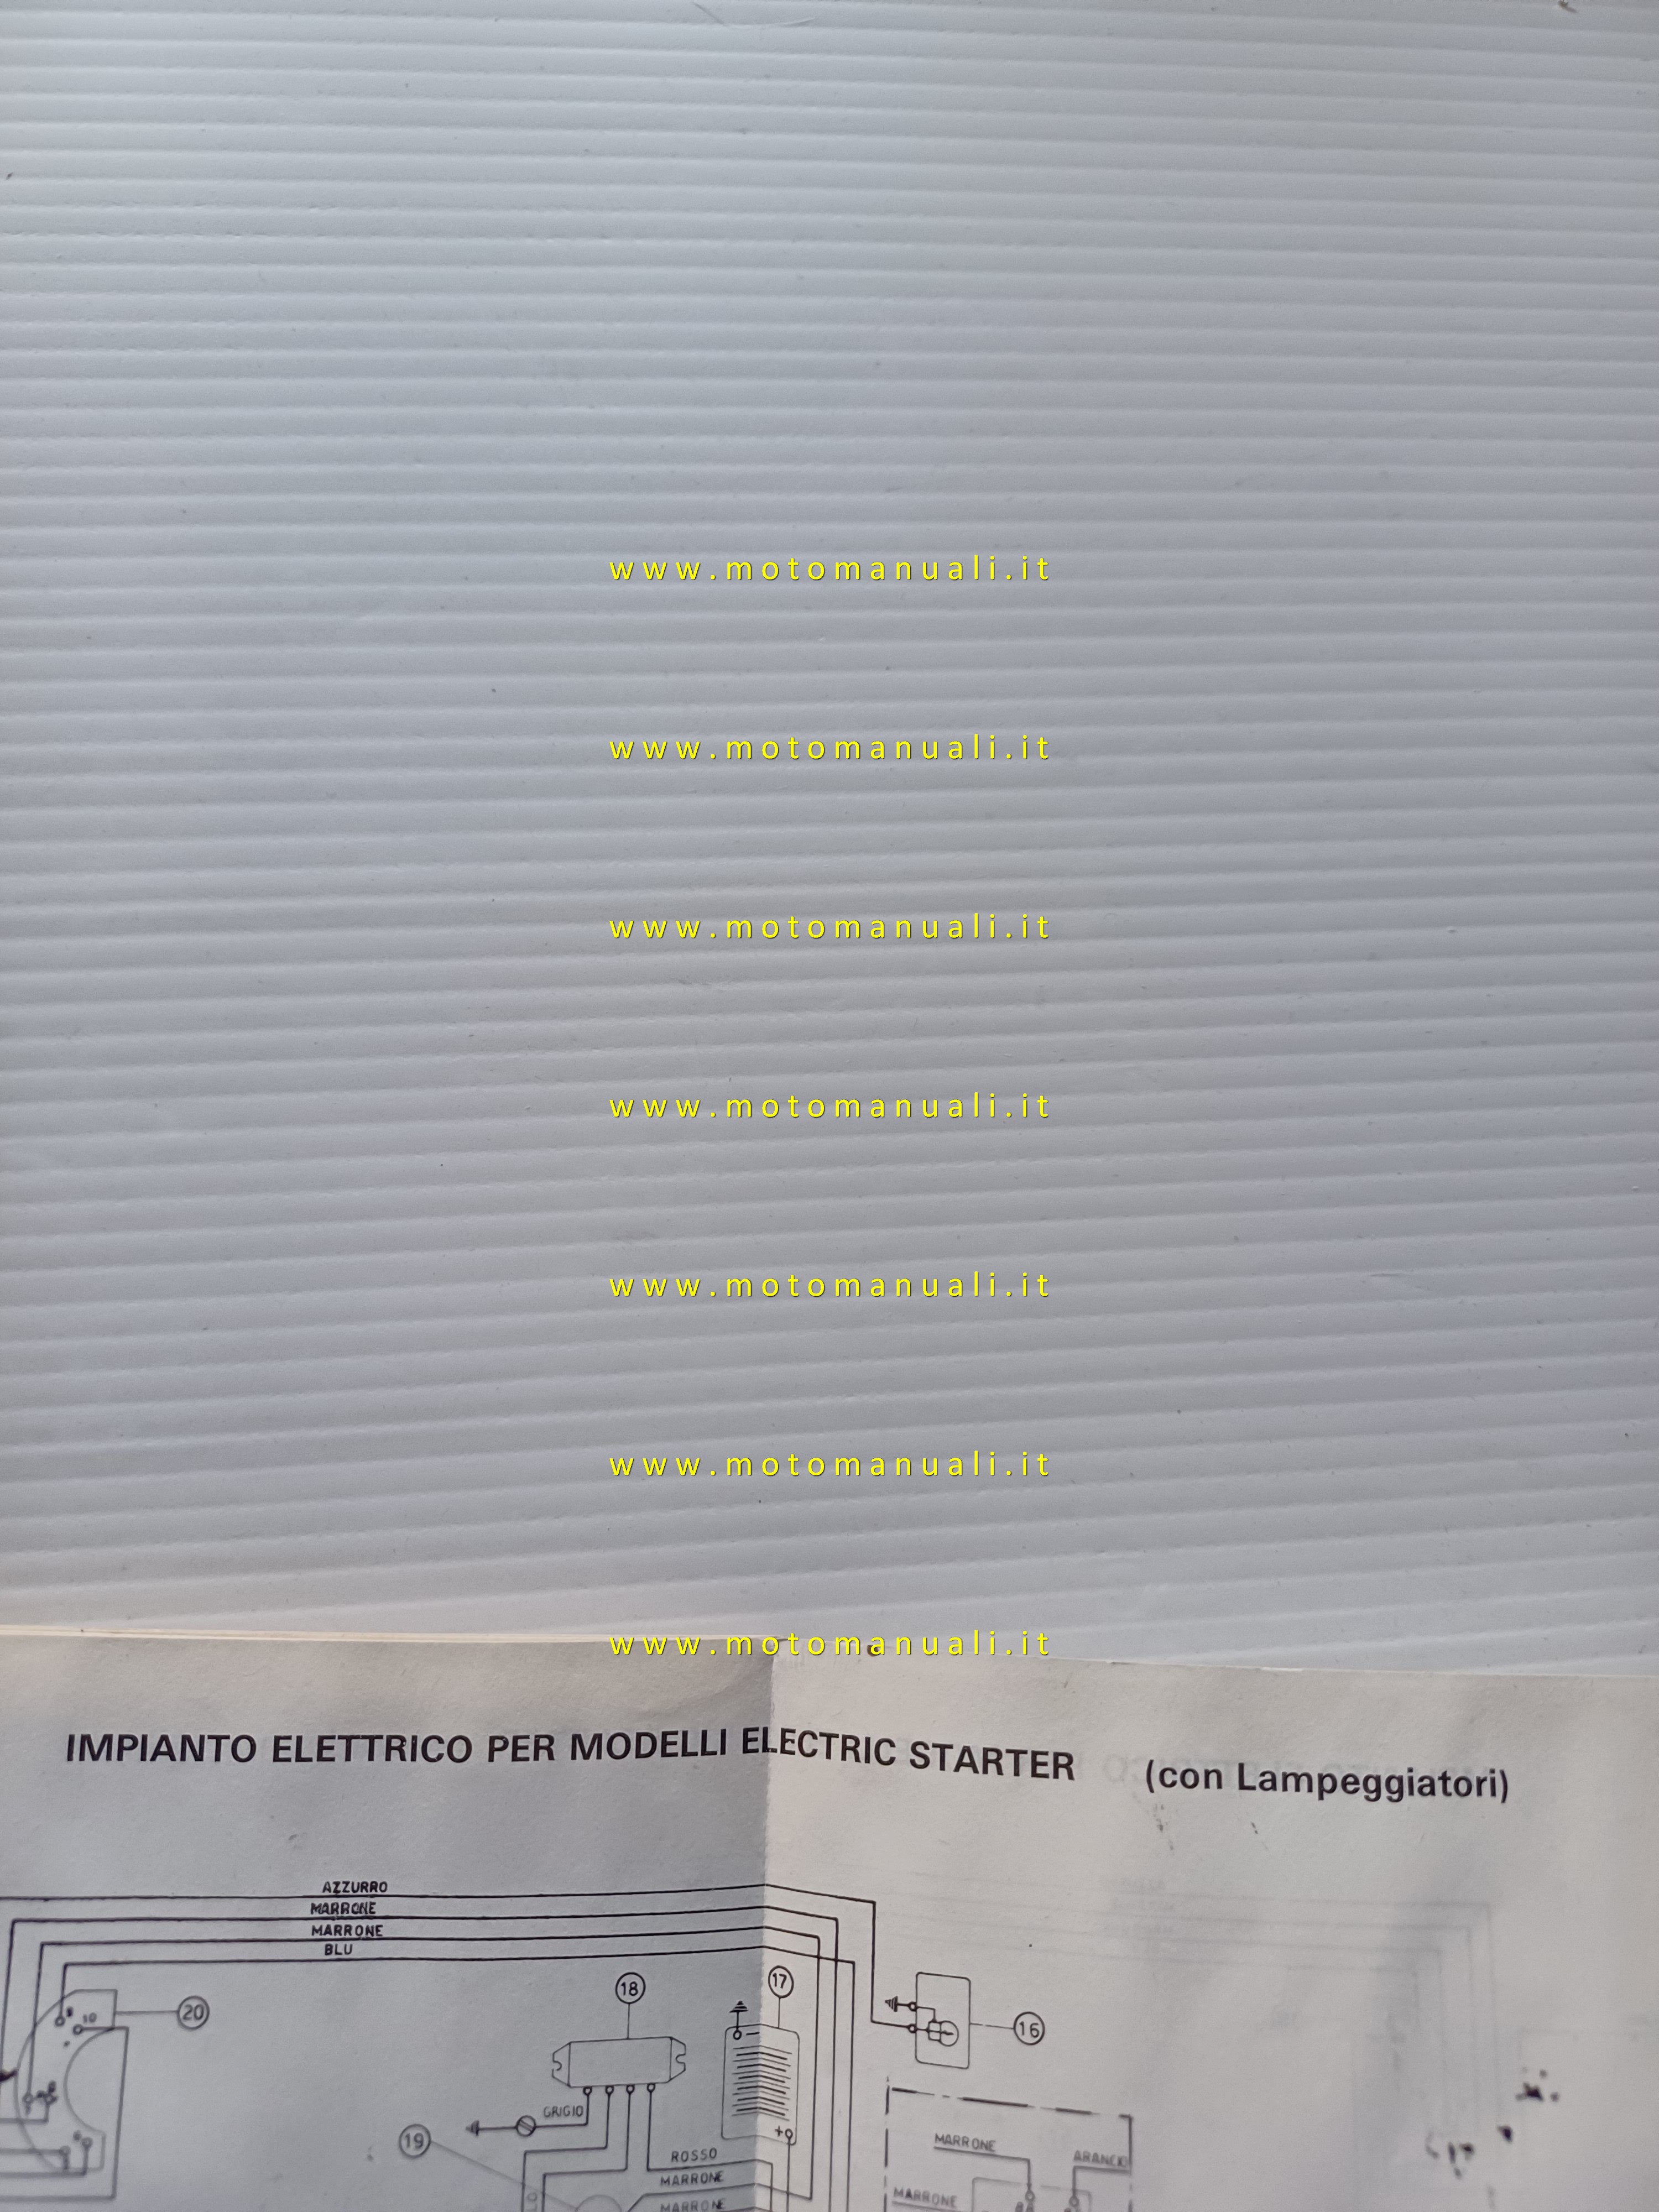 www.motomanuali.it
www.motomanuali.it
www.motomanuali.it
www.motomanuali.it
www.motomanuali.it
www.motomanuali.it
www.motomanuali.it
IMPIANTO ELETTRICO PER MODELLI ELECTRIC STARTER (con Lampeggiatori)
AZZURRO
MARRONE
MARRONE
BLU
18
17
20
10
16
GRIGIO
19
+
MARRONE
ARANCIO
ROSSO
MARRONE
MARRONE
MARRONE